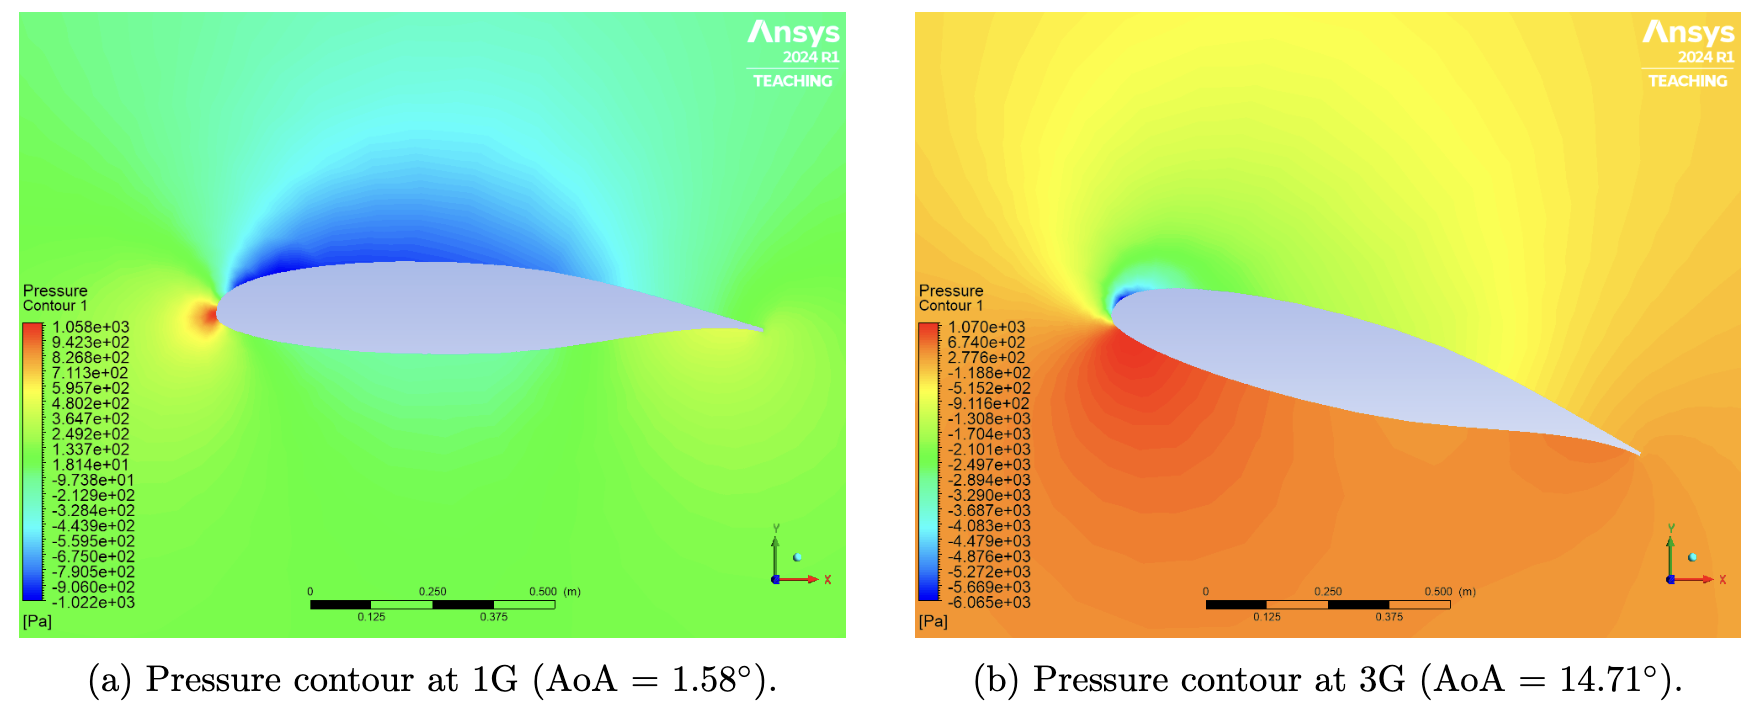 Ansys
2024 R1
TEACHING
Pressure
Contour 1
1.058e+03
9.423e+02
8.268e+02
7.113e+02
5.957e+02
4.802e+02
3.647e+02
2.492e+02
1.337e+02
1.814e+01
-9.738e+01
-2.129e+02
-3.284e+02
-4.439e+02
-5.595e+02
-6.750e+02
-7.905e+02
-9.060e+02
-1.022e+03
[Pa]
0 0.250 0.500 (m)
0.125 0.375
Y
X
(a) Pressure contour at 1G (AoA = 1.58°).
Ansys
2024 R1
TEACHING
Pressure
Contour 1
1.070e+03
6.740e+02
2.776e+02
-1.188e+02
-5.152e+02
-9.116e+02
-1.308e+03
-1.704e+03
-2.101e+03
-2.497e+03
-2.894e+03
-3.290e+03
-3.687e+03
-4.083e+03
-4.479e+03
-4.876e+03
-5.272e+03
-5.669e+03
-6.065e+03
[Pa]
0 0.250 0.500 (m)
0.125 0.375
Y
X
(b) Pressure contour at 3G (AoA = 14.71°).